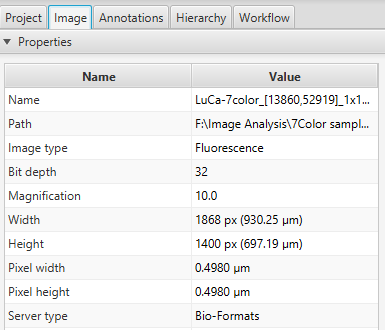 Project Image Annotations Hierarchy Workflow
Properties
Name Value
Name LuCa-7color_[13860,52919]_1x1...
Path F:\Image Analysis\7Color sampl...
Image type Fluorescence
Bit depth 32
Magnification 10.0
Width 1868 px (930.25 µm)
Height 1400 px (697.19 µm)
Pixel width 0.4980 µm
Pixel height 0.4980 µm
Server type Bio-Formats